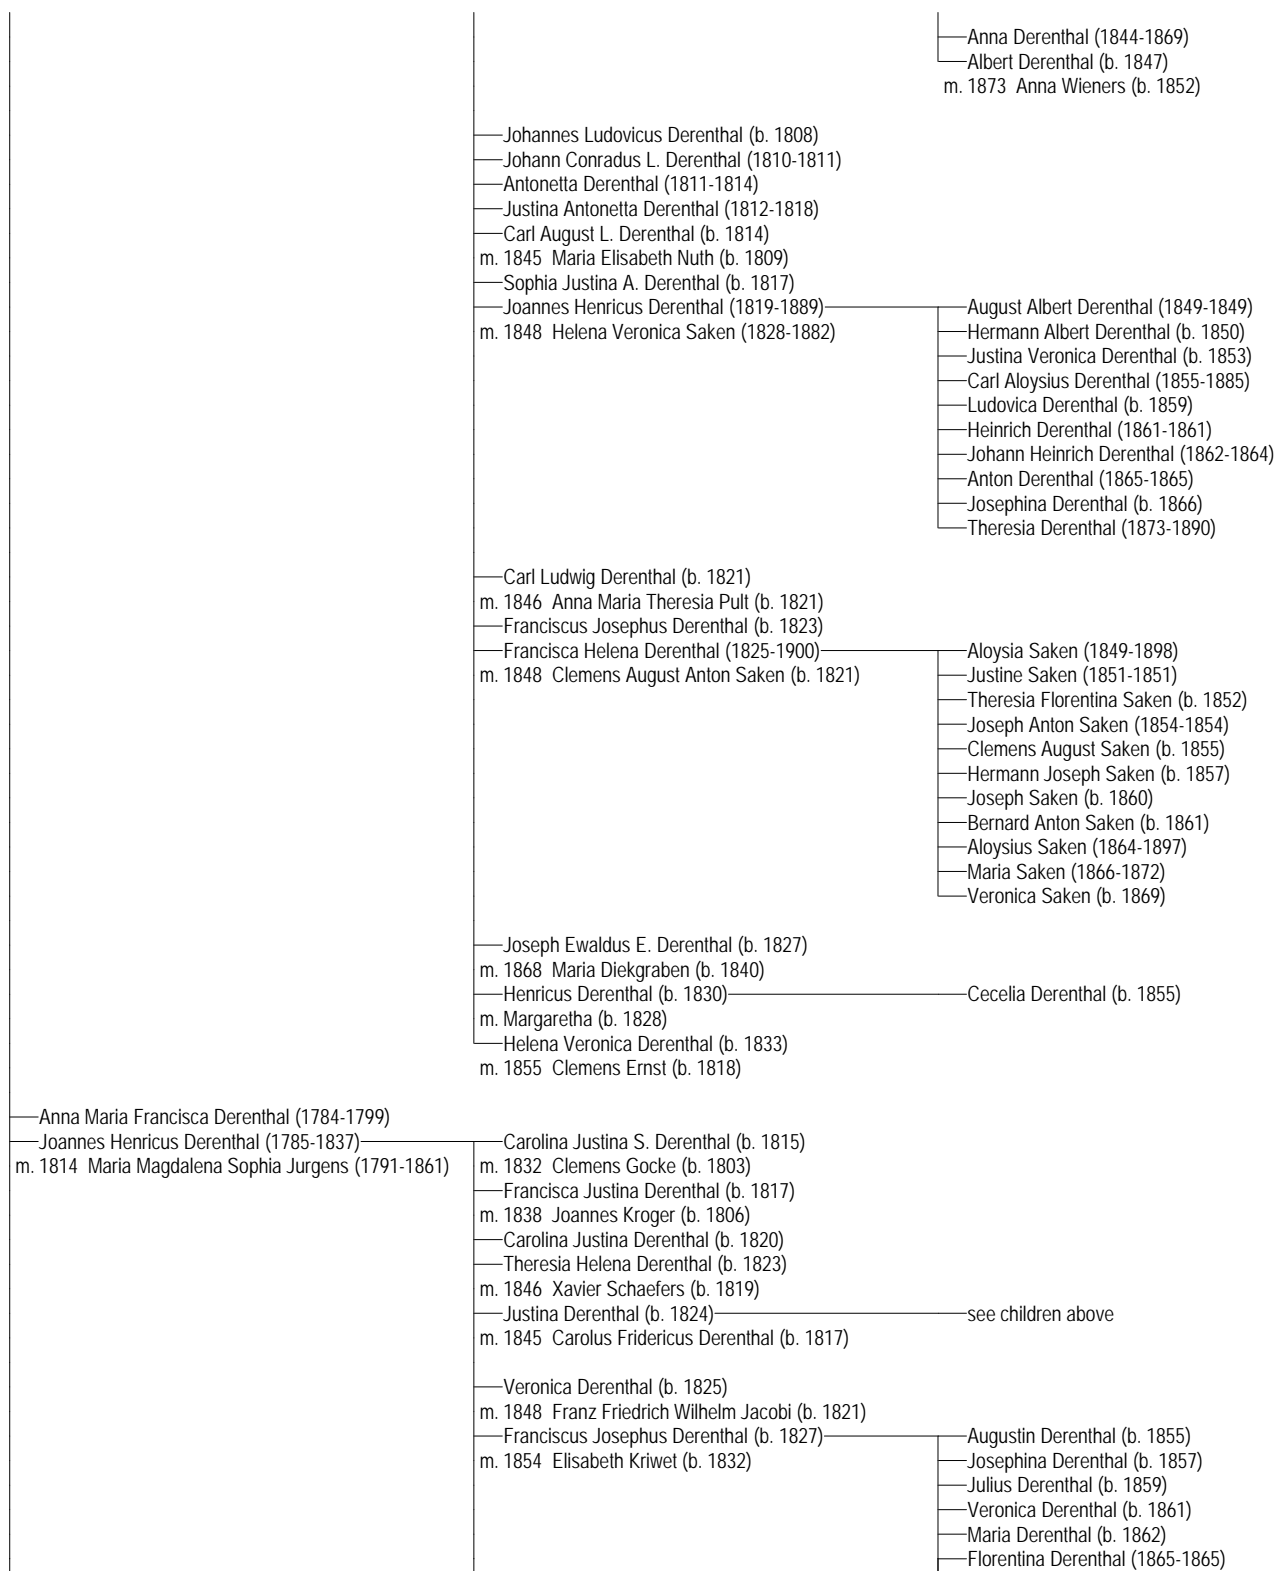 Anna Derenthal (1844-1869)
Albert Derenthal (b. 1847)
m. 1873 Anna Wieners (b. 1852)
Johannes Ludovicus Derenthal (b. 1808)
Johann Conradus L. Derenthal (1810-1811)
Antonetta Derenthal (1811-1814)
Justina Antonetta Derenthal (1812-1818)
Carl August L. Derenthal (b. 1814)
m. 1845 Maria Elisabeth Nuth (b. 1809)
Sophia Justina A. Derenthal (b. 1817)
Joannes Henricus Derenthal (1819-1889)
m. 1848 Helena Veronica Saken (1828-1882)
August Albert Derenthal (1849-1849)
Hermann Albert Derenthal (b. 1850)
Justina Veronica Derenthal (b. 1853)
Carl Aloysius Derenthal (1855-1885)
Ludovica Derenthal (b. 1859)
Heinrich Derenthal (1861-1861)
Johann Heinrich Derenthal (1862-1864)
Anton Derenthal (1865-1865)
Josephina Derenthal (b. 1866)
Theresia Derenthal (1873-1890)
Carl Ludwig Derenthal (b. 1821)
m. 1846 Anna Maria Theresia Pult (b. 1821)
Franciscus Josephus Derenthal (b. 1823)
Francisca Helena Derenthal (1825-1900)
m. 1848 Clemens August Anton Saken (b. 1821)
Aloysia Saken (1849-1898)
Justine Saken (1851-1851)
Theresia Florentina Saken (b. 1852)
Joseph Anton Saken (1854-1854)
Clemens August Saken (b. 1855)
Hermann Joseph Saken (b. 1857)
Joseph Saken (b. 1860)
Bernard Anton Saken (b. 1861)
Aloysius Saken (1864-1897)
Maria Saken (1866-1872)
Veronica Saken (b. 1869)
Joseph Ewaldus E. Derenthal (b. 1827)
m. 1868 Maria Diekgraben (b. 1840)
Henricus Derenthal (b. 1830)
m. Margaretha (b. 1828)
Cecelia Derenthal (b. 1855)
Helena Veronica Derenthal (b. 1833)
m. 1855 Clemens Ernst (b. 1818)
Anna Maria Francisca Derenthal (1784-1799)
Joannes Henricus Derenthal (1785-1837)
m. 1814 Maria Magdalena Sophia Jurgens (1791-1861)
Carolina Justina S. Derenthal (b. 1815)
m. 1832 Clemens Gocke (b. 1803)
Francisca Justina Derenthal (b. 1817)
m. 1838 Joannes Kroger (b. 1806)
Carolina Justina Derenthal (b. 1820)
Theresia Helena Derenthal (b. 1823)
m. 1846 Xavier Schaefers (b. 1819)
Justina Derenthal (b. 1824)
see children above
m. 1845 Carolus Fridericus Derenthal (b. 1817)
Veronica Derenthal (b. 1825)
m. 1848 Franz Friedrich Wilhelm Jacobi (b. 1821)
Franciscus Josephus Derenthal (b. 1827)
m. 1854 Elisabeth Kriwet (b. 1832)
Augustin Derenthal (b. 1855)
Josephina Derenthal (b. 1857)
Julius Derenthal (b. 1859)
Veronica Derenthal (b. 1861)
Maria Derenthal (b. 1862)
Florentina Derenthal (1865-1865)